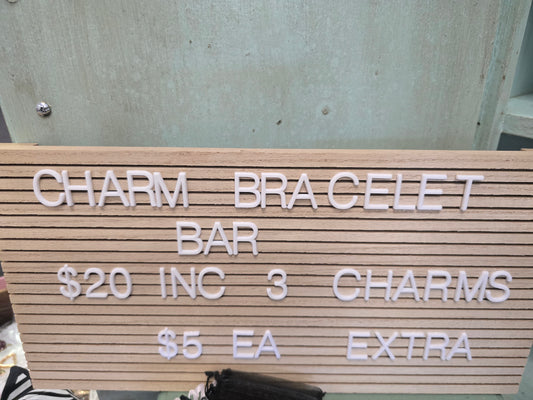 CHARM BRACELET
BAR
$20 INC 3 CHARMS
$5 EA EXTRA